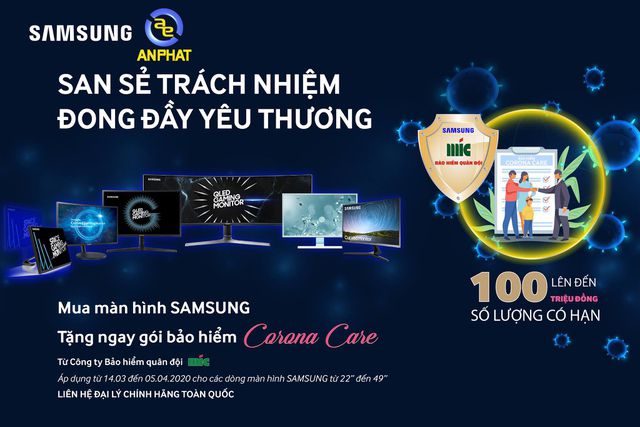 SAMSUNG
ae
ANPHAT
SAN SẺ TRÁCH NHIỆM
ĐONG ĐẦY YÊU THƯƠNG
SAMSUNG
mic
BẢO HIỂM QUÂN ĐỘI
CORONA CARE
QLED
GAMING
MONITOR
SAMSUNG
100 LÊN ĐẾN
TRIỆU ĐỒNG
SỐ LƯỢNG CÓ HẠN
Mua màn hình SAMSUNG
Tặng ngay gói bảo hiểm Corona Care
Từ Công ty Bảo hiểm quân đội mic
Áp dụng từ 14.03 đến 05.04.2020 cho các dòng màn hình SAMSUNG từ 22” đến 49”
LIÊN HỆ ĐẠI LÝ CHÍNH HÃNG TOÀN QUỐC